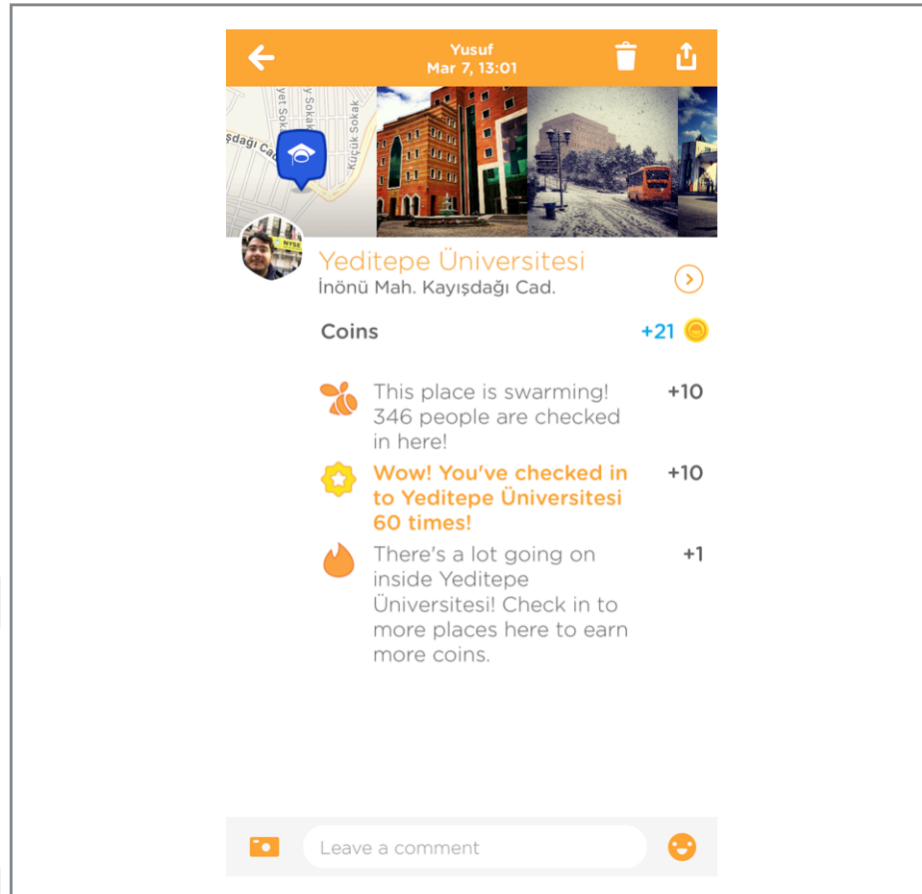 Yusuf
Mar 7, 13:01
Küçük Sokak
NYSE
Yeditepe Üniversitesi
İnönü Mah. Kayışdağı Cad.
Coins
+21
This place is swarming!
+10
346 people are checked
in here!
Wow! You've checked in
+10
to Yeditepe Üniversitesi
60 times!
There's a lot going on
+1
inside Yeditepe
Üniversitesi! Check in to
more places here to earn
more coins.
Leave a comment